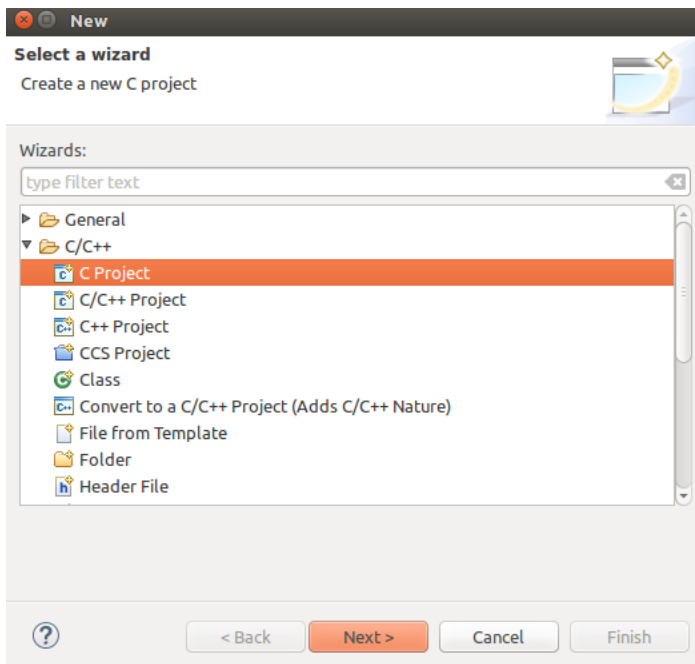 New
Select a wizard
Create a new C project
Wizards:
type filter text
General
C/C++
C Project
C/C++ Project
C++ Project
CCS Project
Class
Convert to a C/C++ Project (Adds C/C++ Nature)
File from Template
Folder
Header File
< Back Next > Cancel Finish